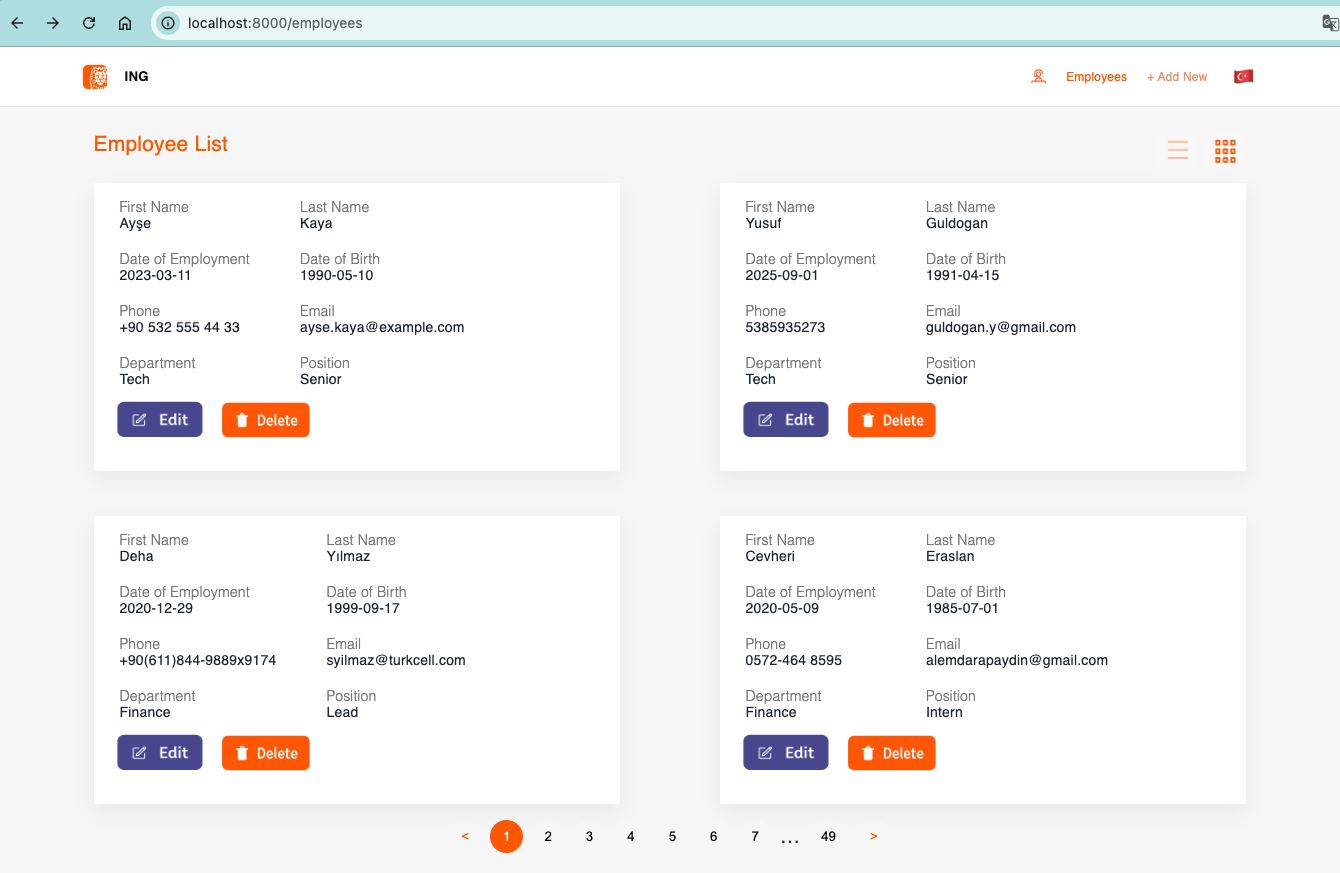 localhost:8000/employees
ING
Employees
+ Add New
Employee List
First Name Last Name
Ayşe Kaya
Date of Employment Date of Birth
2023-03-11 1990-05-10
Phone Email
+90 532 555 44 33 ayse.kaya@example.com
Department Position
Tech Senior
Edit Delete
First Name Last Name
Yusuf Guldogan
Date of Employment Date of Birth
2025-09-01 1991-04-15
Phone Email
5385935273 guldogan.y@gmail.com
Department Position
Tech Senior
Edit Delete
First Name Last Name
Deha Yılmaz
Date of Employment Date of Birth
2020-12-29 1999-09-17
Phone Email
+90(611)844-9889x9174 syilmaz@turkcell.com
Department Position
Finance Lead
Edit Delete
First Name Last Name
Cevheri Eraslan
Date of Employment Date of Birth
2020-05-09 1985-07-01
Phone Email
0572-464 8595 alemdarapaydin@gmail.com
Department Position
Finance Intern
Edit Delete
< 1 2 3 4 5 6 7 ... 49 >